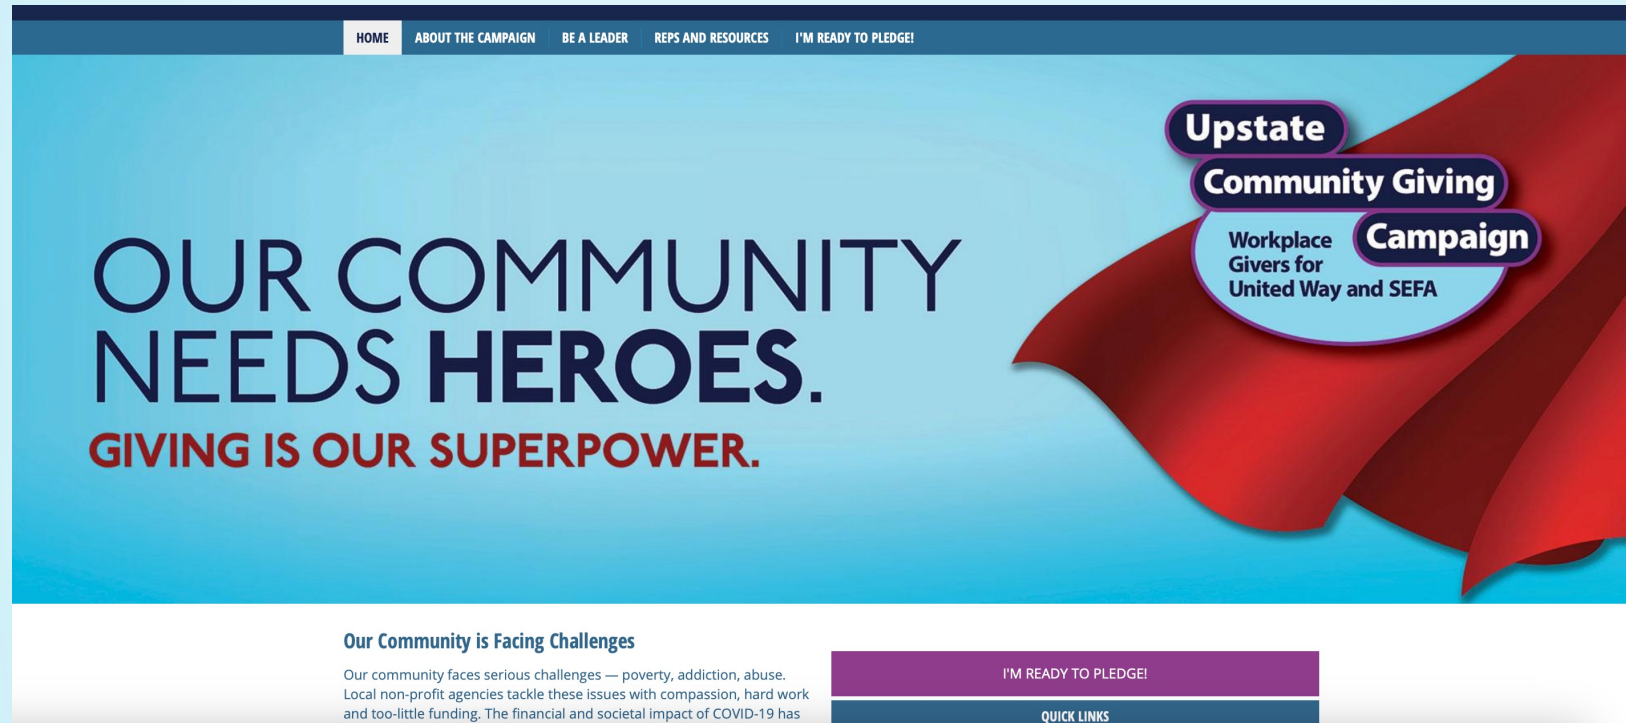 HOME ABOUT THE CAMPAIGN BE A LEADER REPS AND RESOURCES I'M READY TO PLEDGE!
Upstate
Community Giving
Campaign
Workplace
Givers for
United Way and SEFA
OUR COMMUNITY
NEEDS HEROES.
GIVING IS OUR SUPERPOWER.
Our Community is Facing Challenges
Our community faces serious challenges — poverty, addiction, abuse.
Local non-profit agencies tackle these issues with compassion, hard work
and too-little funding. The financial and societal impact of COVID-19 has
I'M READY TO PLEDGE!
QUICK LINKS